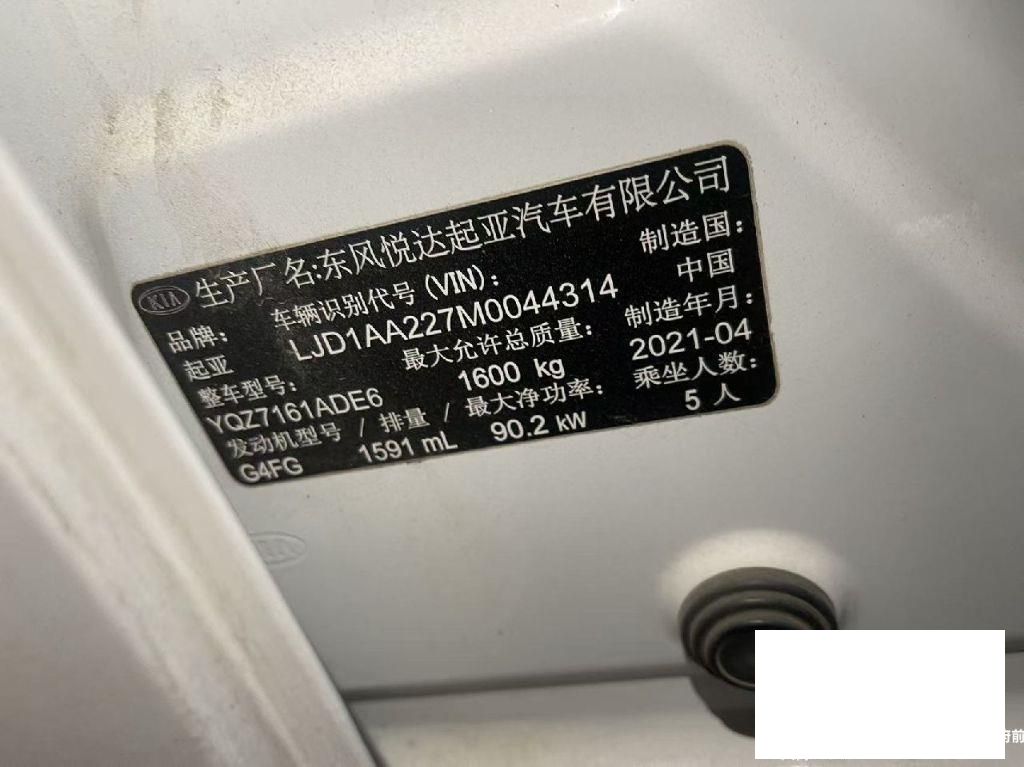 KIA 生产厂名:东风悦达起亚汽车有限公司
品牌: 车辆识别代号(VIN): 制造国:
起亚 LJD1AA227M0044314 中国
整车型号: 最大允许总质量: 制造年月:
YQZ7161ADE6 1600 kg 2021-04
发动机型号 / 排量 / 最大净功率: 乘坐人数:
G4FG 1591 mL 90.2 kW 5 人